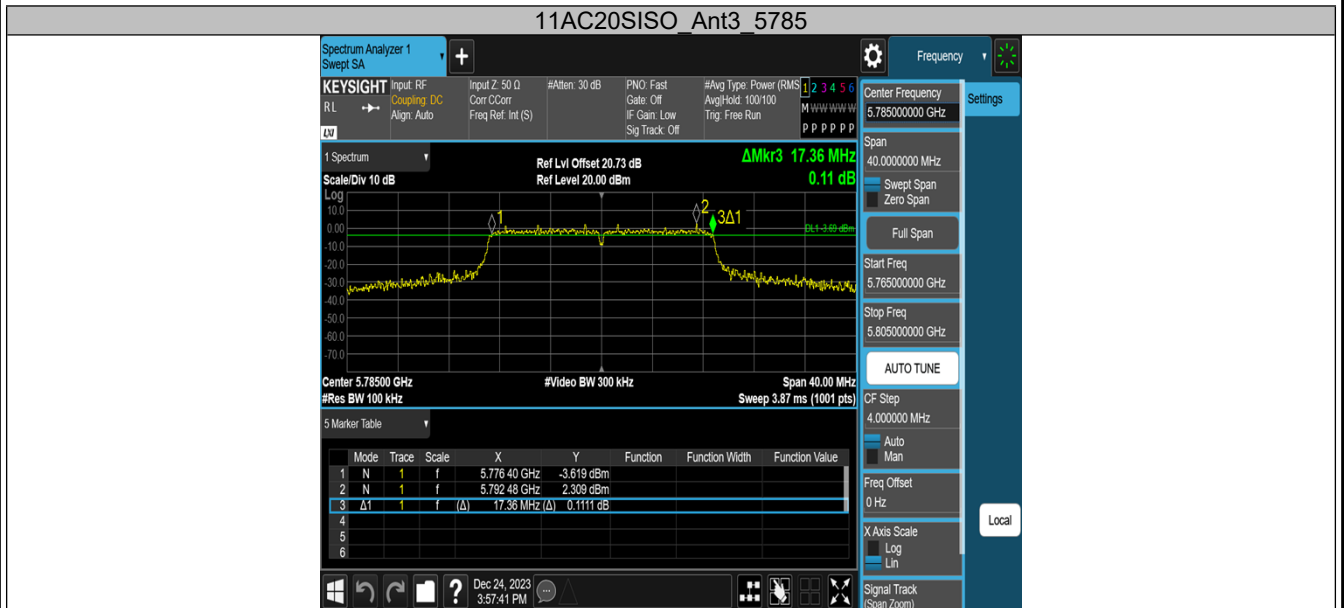 11AC20SISO_Ant3_5785
Spectrum Analyzer 1
Swept SA
+
Frequency
KEYSIGHT
RL
LXI
Input: RF
Coupling: DC
Align: Auto
Input Z: 50 Ω
Corr CCorr
Freq Ref: Int (S)
#Atten: 30 dB
PNO: Fast
Gate: Off
IF Gain: Low
Sig Track: Off
#Avg Type: Power (RMS
Avg|Hold: 100/100
Trig: Free Run
1 2 3 4 5 6
M W W W W W
P P P P P P
1 Spectrum
Scale/Div 10 dB
Ref Lvl Offset 20.73 dB
Ref Level 20.00 dBm
ΔMkr3 17.36 MHz
0.11 dB
Log
10.0
0.00
-10.0
-20.0
-30.0
-40.0
-50.0
-60.0
-70.0
1
2
3Δ1
DL1 -3.69 dBm
Center 5.78500 GHz
#Res BW 100 kHz
#Video BW 300 kHz
Span 40.00 MHz
Sweep 3.87 ms (1001 pts)
5 Marker Table
Mode Trace Scale X Y Function Function Width Function Value
1 N 1 f 5.776 40 GHz -3.619 dBm
2 N 1 f 5.792 48 GHz 2.309 dBm
3 Δ1 1 f (Δ) 17.36 MHz (Δ) 0.1111 dB
4
5
6
Dec 24, 2023
3:57:41 PM
?
Center Frequency
5.785000000 GHz
Settings
Span
40.0000000 MHz
Swept Span
Zero Span
Full Span
Start Freq
5.765000000 GHz
Stop Freq
5.805000000 GHz
AUTO TUNE
CF Step
4.000000 MHz
Auto
Man
Freq Offset
0 Hz
Local
X Axis Scale
Log
Lin
Signal Track
(Span Zoom)